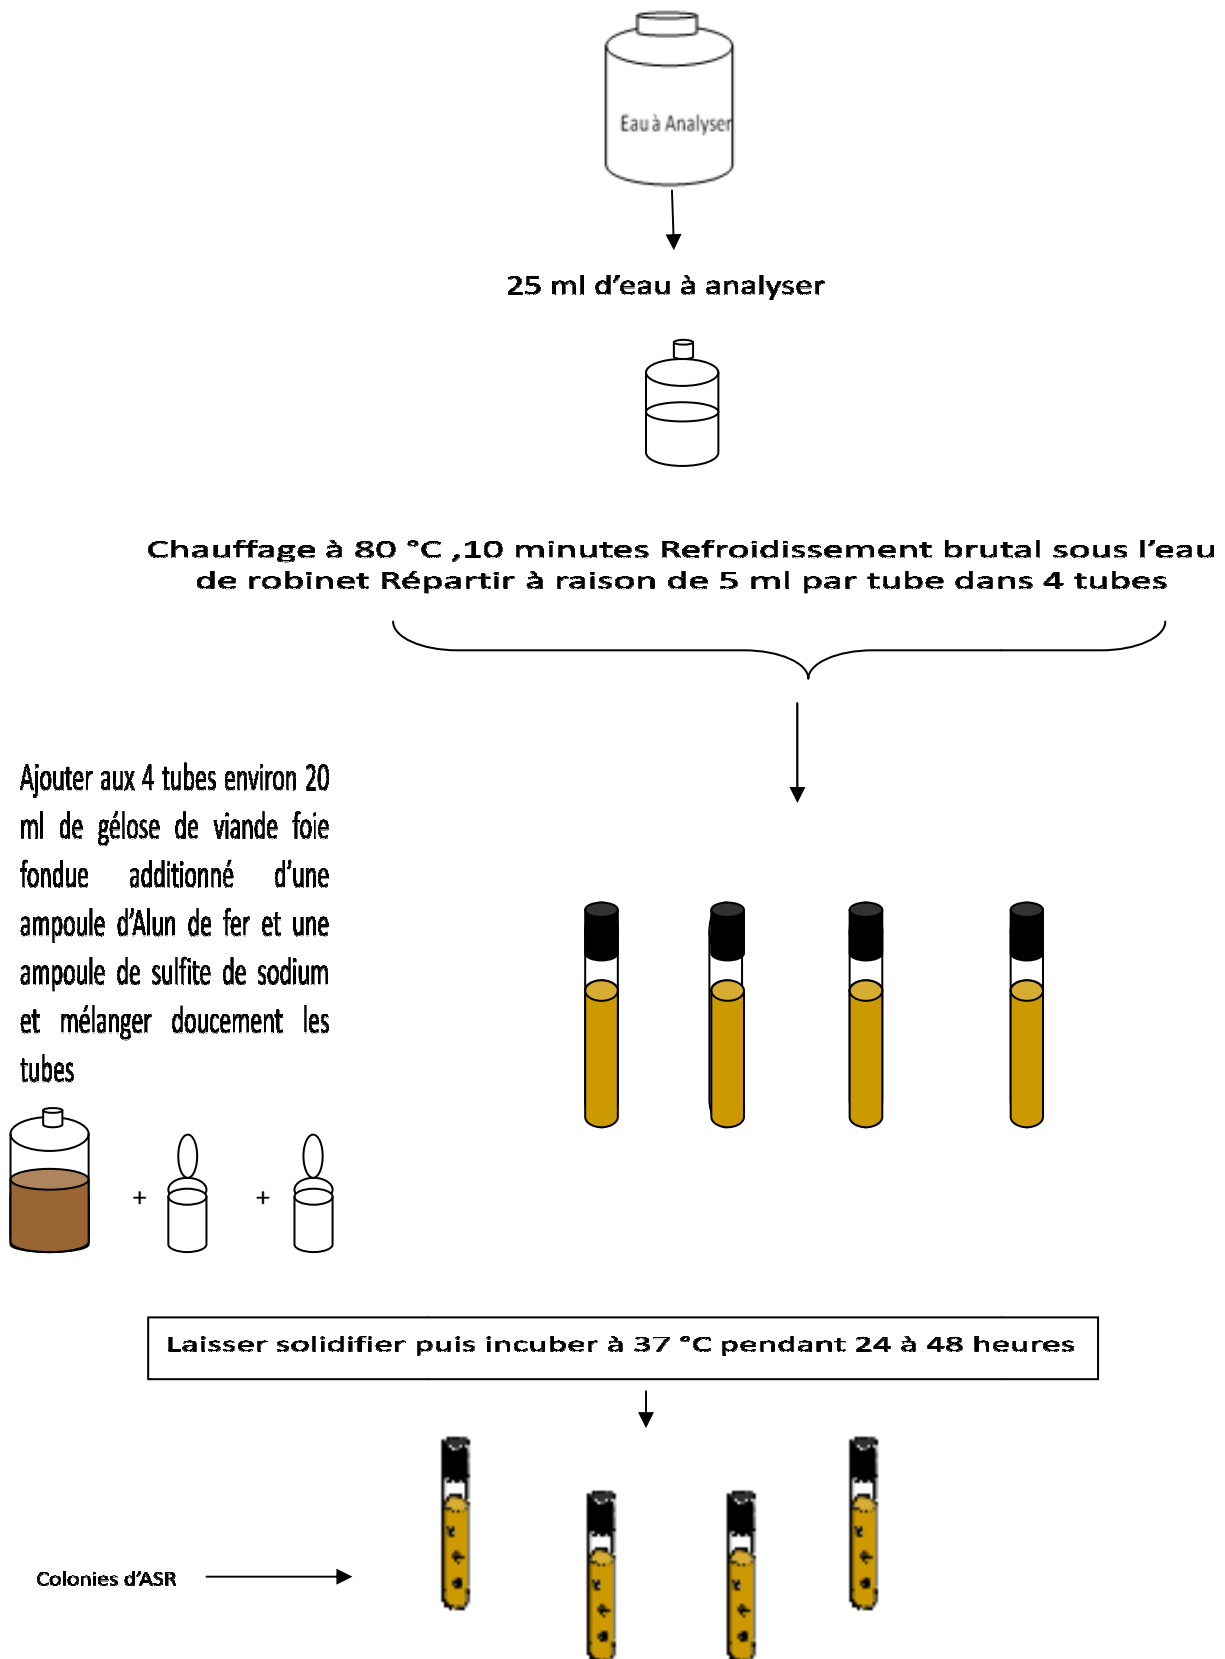 Eau à Analyser
25 ml d'eau à analyser
Chauffage à 80 °C ,10 minutes Refroidissement brutal sous l'eau
de robinet Répartir à raison de 5 ml par tube dans 4 tubes
Ajouter aux 4 tubes environ 20
ml de gélose de viande foie
fondue additionné d'une
ampoule d'Alun de fer et une
ampoule de sulfite de sodium
et mélanger doucement les
tubes
+ +
Laisser solidifier puis incuber à 37 °C pendant 24 à 48 heures
Colonies d'ASR